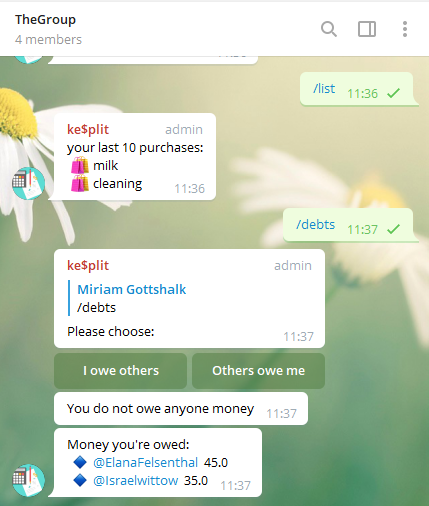 TheGroup
4 members
/list 11:36
ke$plit admin
your last 10 purchases:
milk
cleaning
11:36
/debts 11:37
ke$plit admin
Miriam Gottshalk
/debts
Please choose:
11:37
I owe others Others owe me
You do not owe anyone money 11:37
Money you're owed:
@ElanaFelsenthal 45.0
@Israelwittow 35.0 11:37